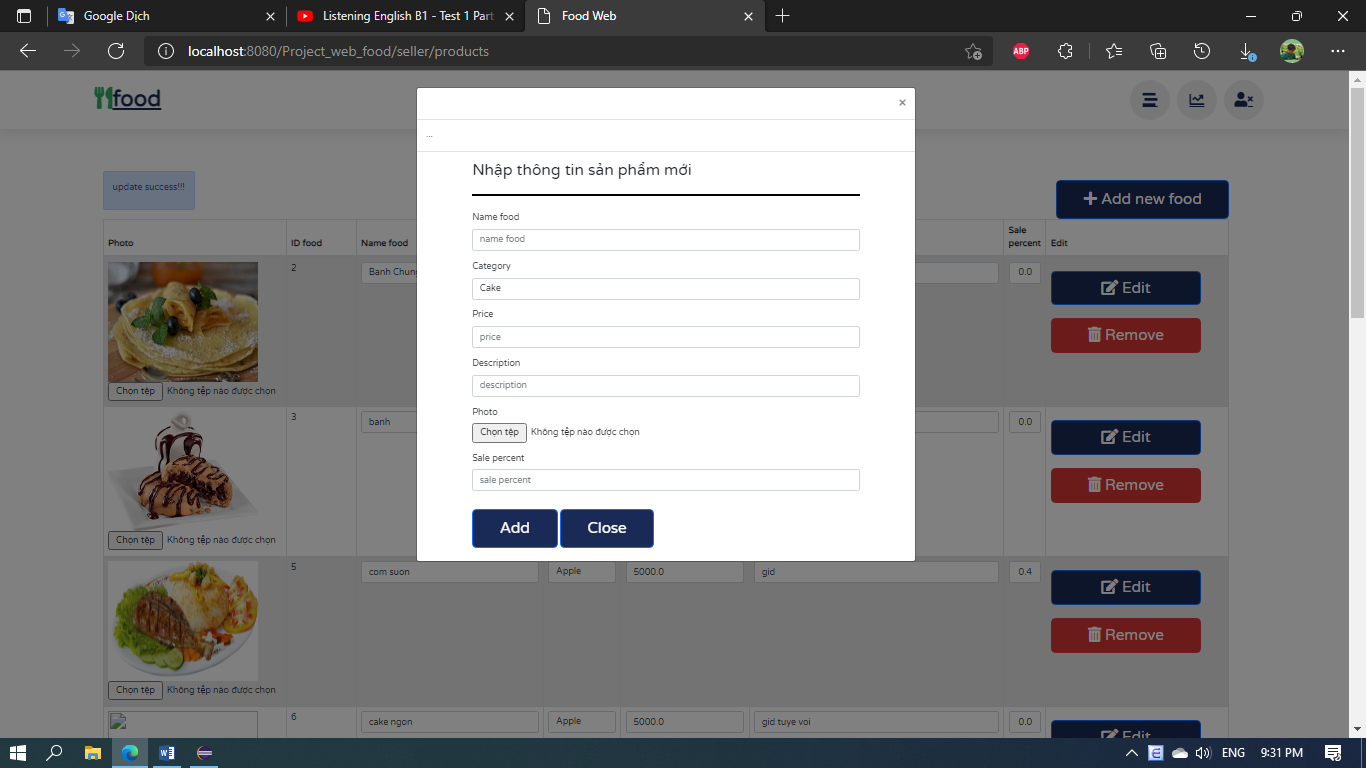 Google Dịch
Listening English B1 - Test 1 Part
Food Web
localhost:8080/Project_web_food/seller/products
ABP
food
×
...
Nhập thông tin sản phẩm mới
update success!!!
Add new food
Name food
name food
Category
Cake
Price
price
Description
description
Photo
Chọn tệp Không tệp nào được chọn
Sale percent
sale percent
Add Close
Photo ID food Name food Sale percent Edit
2 Banh Chung 0.0 Edit
Remove
Chọn tệp Không tệp nào được chọn
3 banh 0.0 Edit
Remove
Chọn tệp Không tệp nào được chọn
5 com suon Apple 5000.0 gid 0.4 Edit
Remove
Chọn tệp Không tệp nào được chọn
6 cake ngon Apple 5000.0 gid tuye voi 0.0 Edit
ENG 9:31 PM